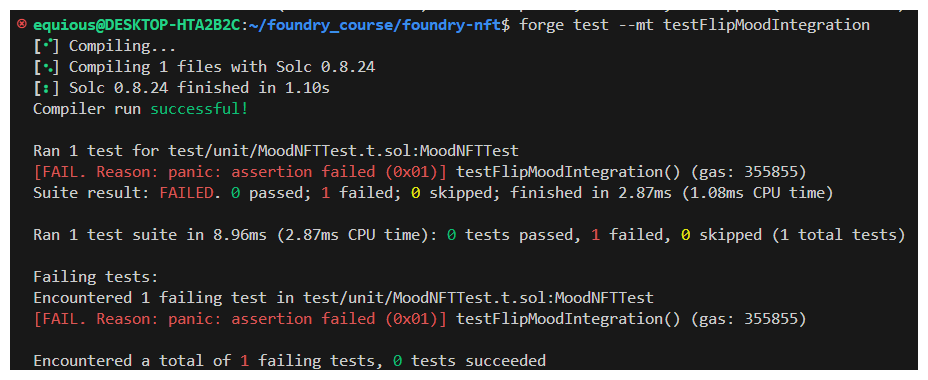 equious@DESKTOP-HTA2B2C:~/foundry_course/foundry-nft$ forge test --mt testFlipMoodIntegration
[⠊] Compiling...
[⠢] Compiling 1 files with Solc 0.8.24
[⠆] Solc 0.8.24 finished in 1.10s
Compiler run successful!
Ran 1 test for test/unit/MoodNFTTest.t.sol:MoodNFTTest
[FAIL. Reason: panic: assertion failed (0x01)] testFlipMoodIntegration() (gas: 355855)
Suite result: FAILED. 0 passed; 1 failed; 0 skipped; finished in 2.87ms (1.08ms CPU time)
Ran 1 test suite in 8.96ms (2.87ms CPU time): 0 tests passed, 1 failed, 0 skipped (1 total tests)
Failing tests:
Encountered 1 failing test in test/unit/MoodNFTTest.t.sol:MoodNFTTest
[FAIL. Reason: panic: assertion failed (0x01)] testFlipMoodIntegration() (gas: 355855)
Encountered a total of 1 failing tests, 0 tests succeeded